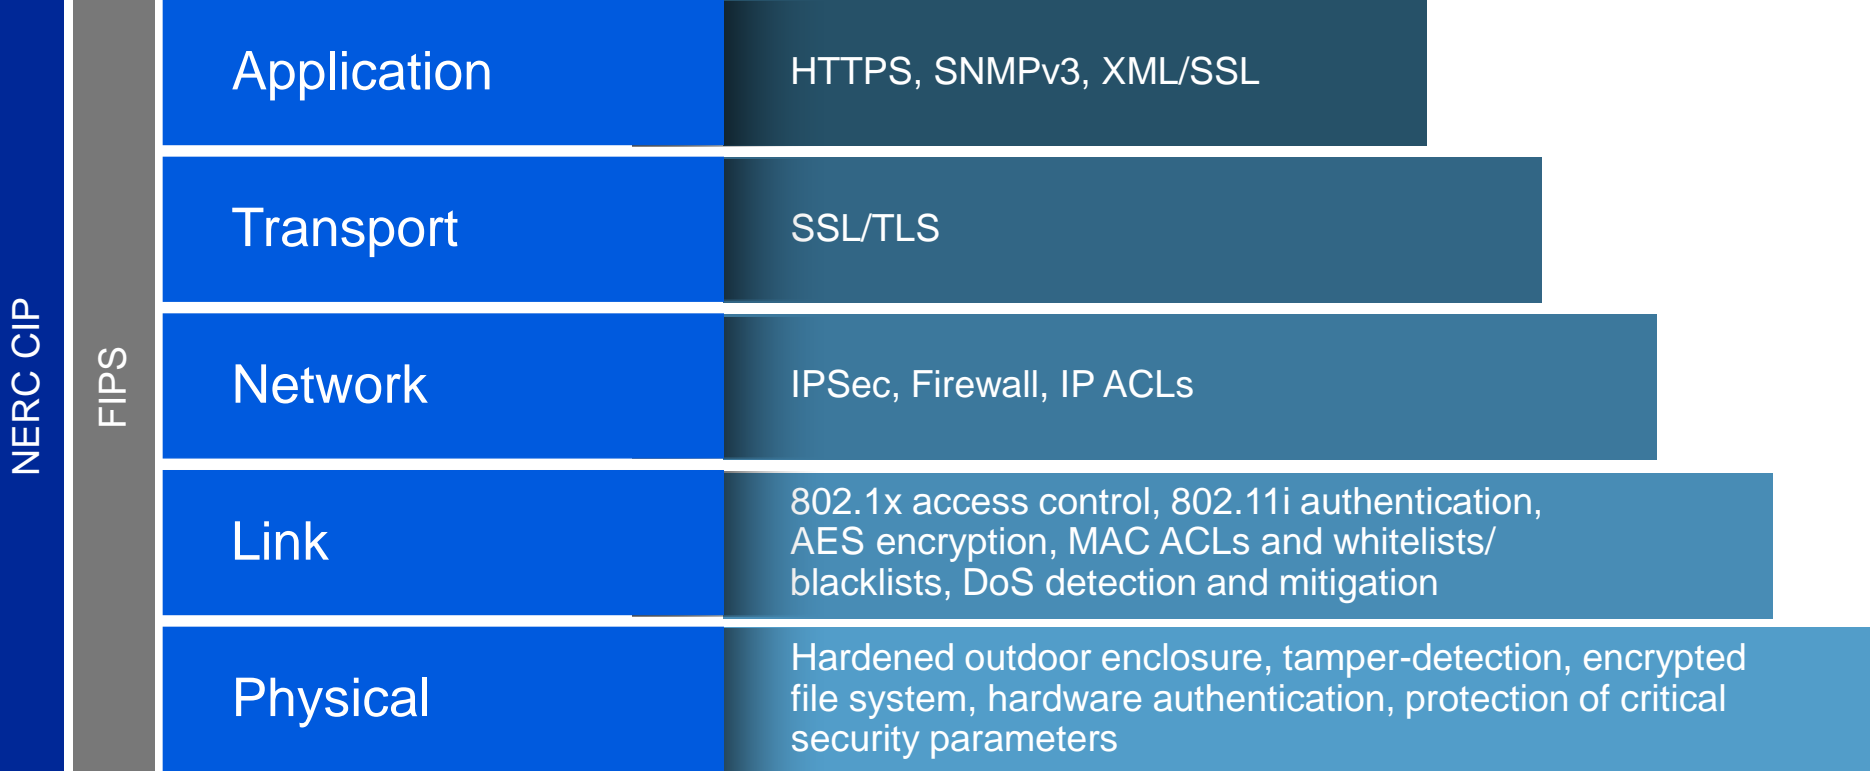 NERC CIP
FIPS
Application
HTTPS, SNMPv3, XML/SSL
Transport
SSL/TLS
Network
IPSec, Firewall, IP ACLs
Link
802.1x access control, 802.11i authentication,
AES encryption, MAC ACLs and whitelists/
blacklists, DoS detection and mitigation
Physical
Hardened outdoor enclosure, tamper-detection, encrypted
file system, hardware authentication, protection of critical
security parameters